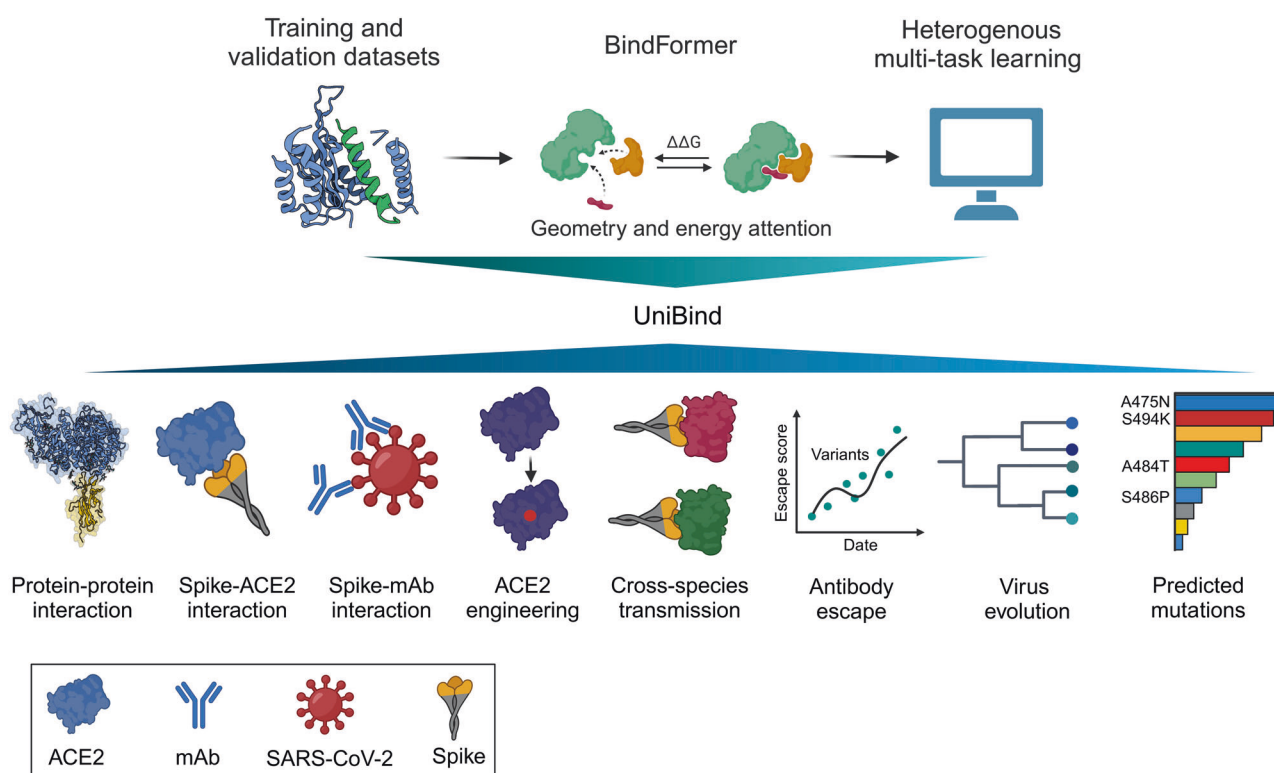 Training and
validation datasets
BindFormer
Heterogenous
multi-task learning
ΔΔG
Geometry and energy attention
UniBind
Escape score
Variants
Date
A475N
S494K
A484T
S486P
Protein-protein
interaction
Spike-ACE2
interaction
Spike-mAb
interaction
ACE2
engineering
Cross-species
transmission
Antibody
escape
Virus
evolution
Predicted
mutations
ACE2
mAb
SARS-CoV-2
Spike